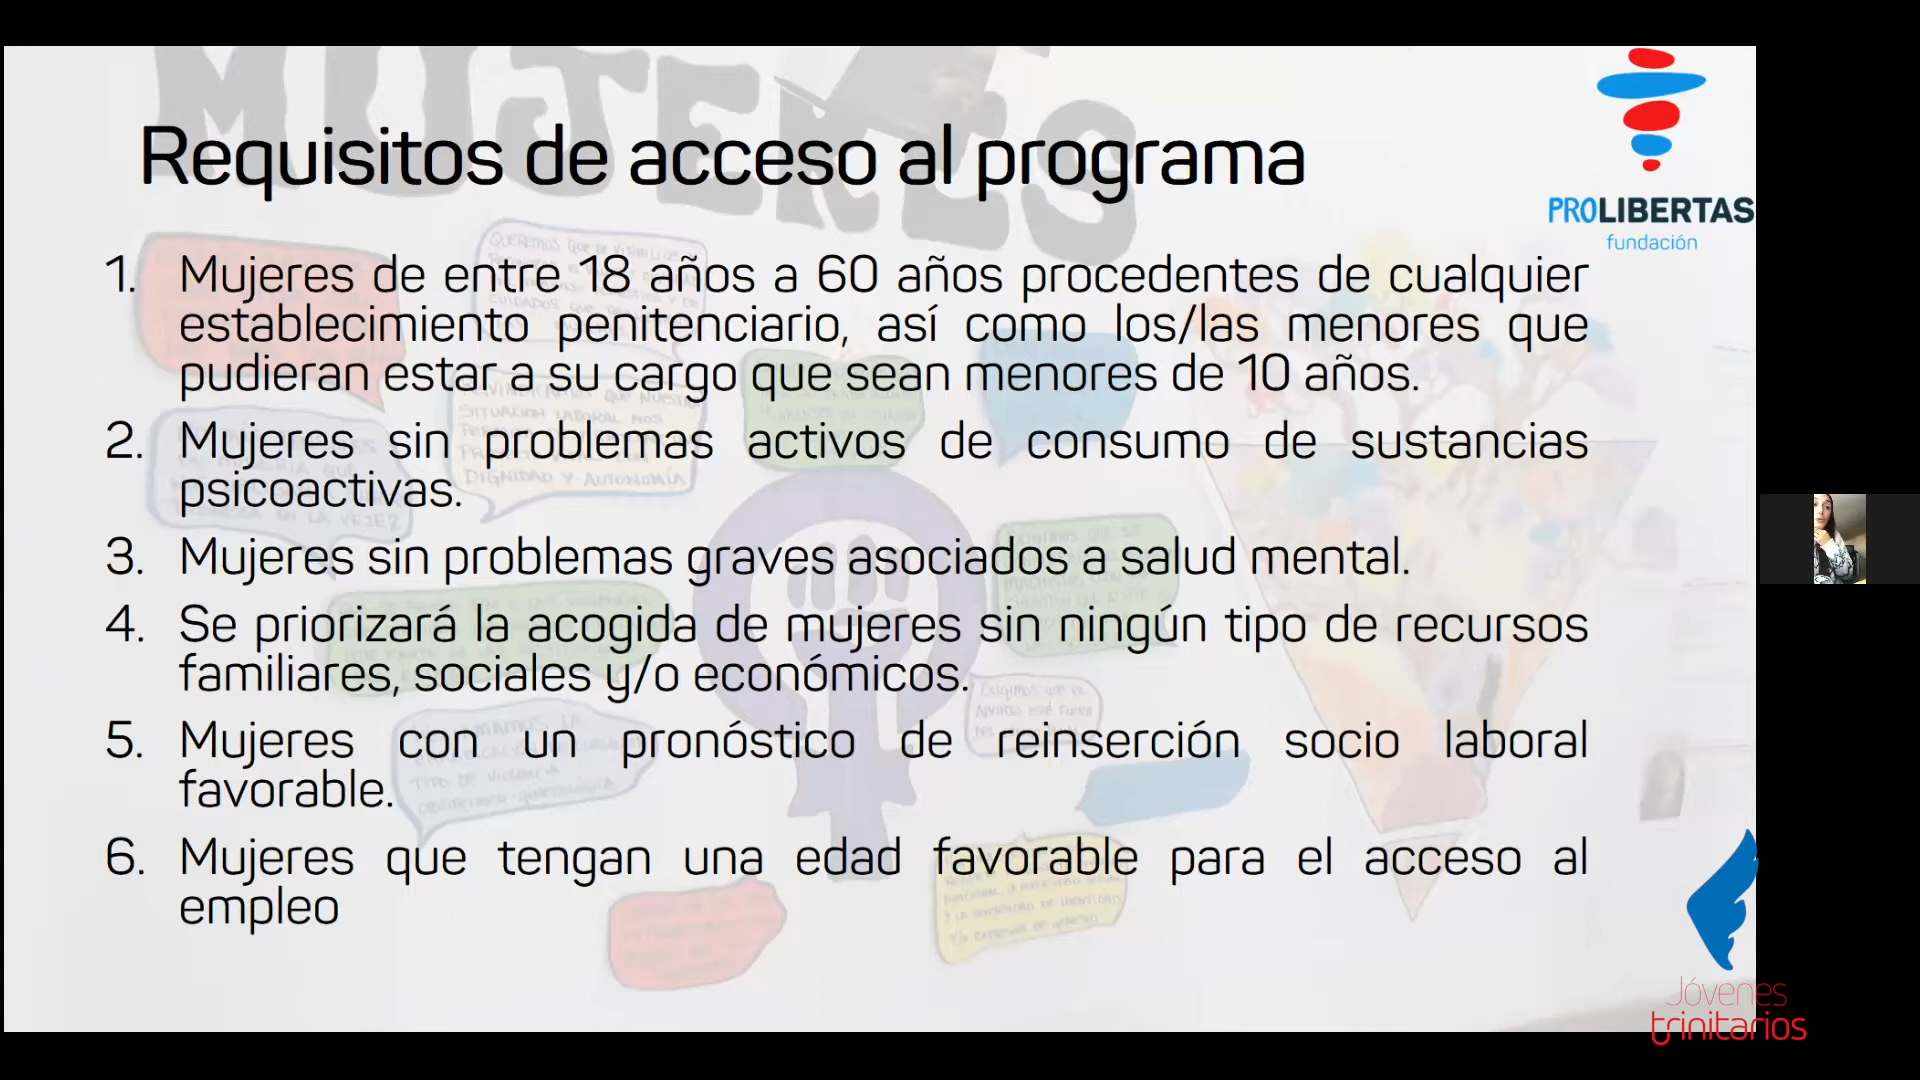 MUJERES
Requisitos de acceso al programa
PROLIBERTAS
fundación
1. Mujeres de entre 18 años a 60 años procedentes de cualquier
establecimiento penitenciario, así como los/las menores que
pudieran estar a su cargo que sean menores de 10 años.
2. Mujeres sin problemas activos de consumo de sustancias
psicoactivas.
3. Mujeres sin problemas graves asociados a salud mental.
4. Se priorizará la acogida de mujeres sin ningún tipo de recursos
familiares, sociales y/o económicos.
5. Mujeres con un pronóstico de reinserción socio laboral
favorable.
6. Mujeres que tengan una edad favorable para el acceso al
empleo
DIGNIDAD Y AUTONOMÍA
Jóvenes
trinitarios